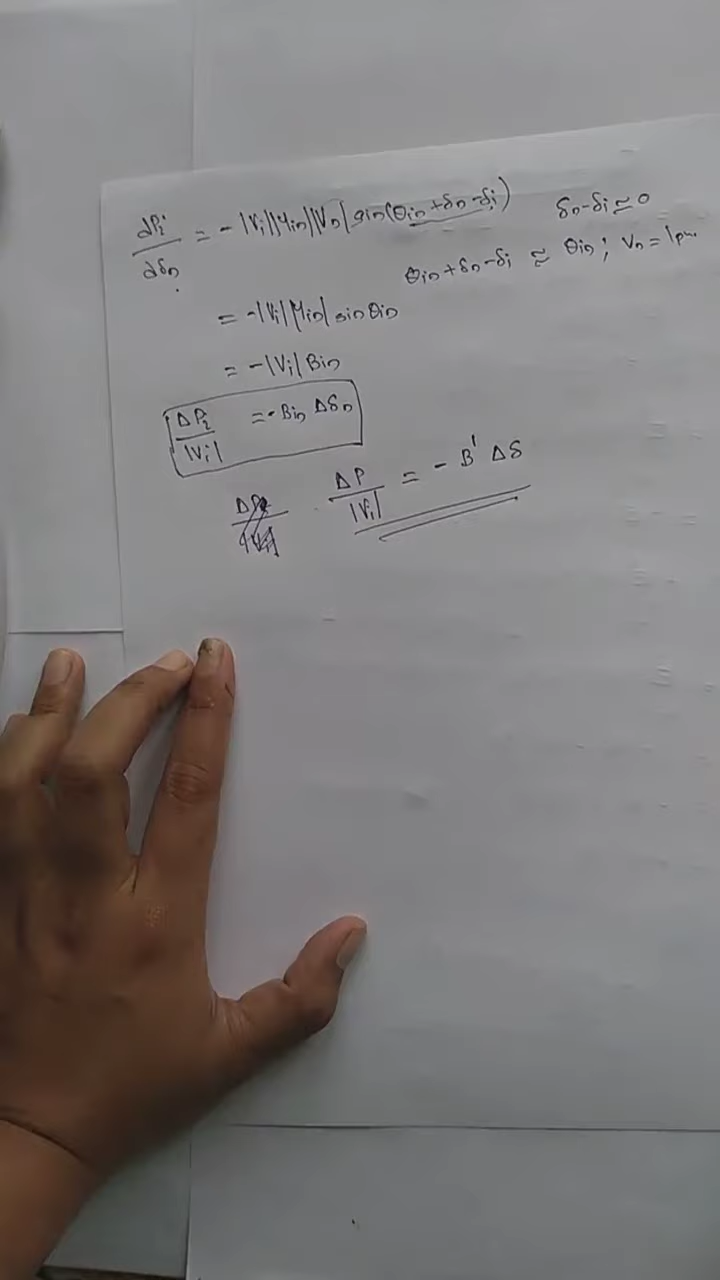 ∂Pi/∂δn = -|Vi||Yin||Vn| sin(θin+δn-δi) δn-δi ≃ 0
θin+δn-δi ≃ θin ; Vn = 1pu.
= -|Vi||Yin| sin θin
= -|Vi| Bin
ΔPi/|Vi| = -Bin Δδn
ΔP/|Vi| = - B' Δδ